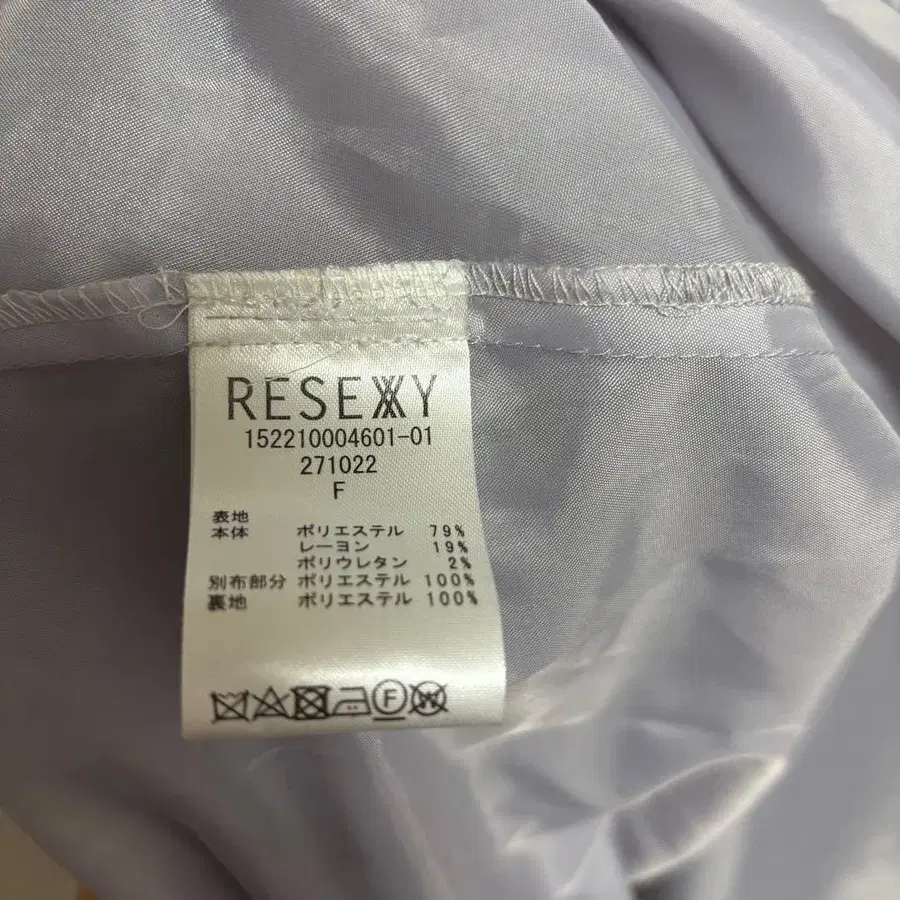 RESEXXY
152210004601-01
271022
F
表地
本体 ポリエステル 79%
レーヨン 19%
ポリウレタン 2%
別布部分 ポリエステル 100%
裏地 ポリエステル 100%
F W